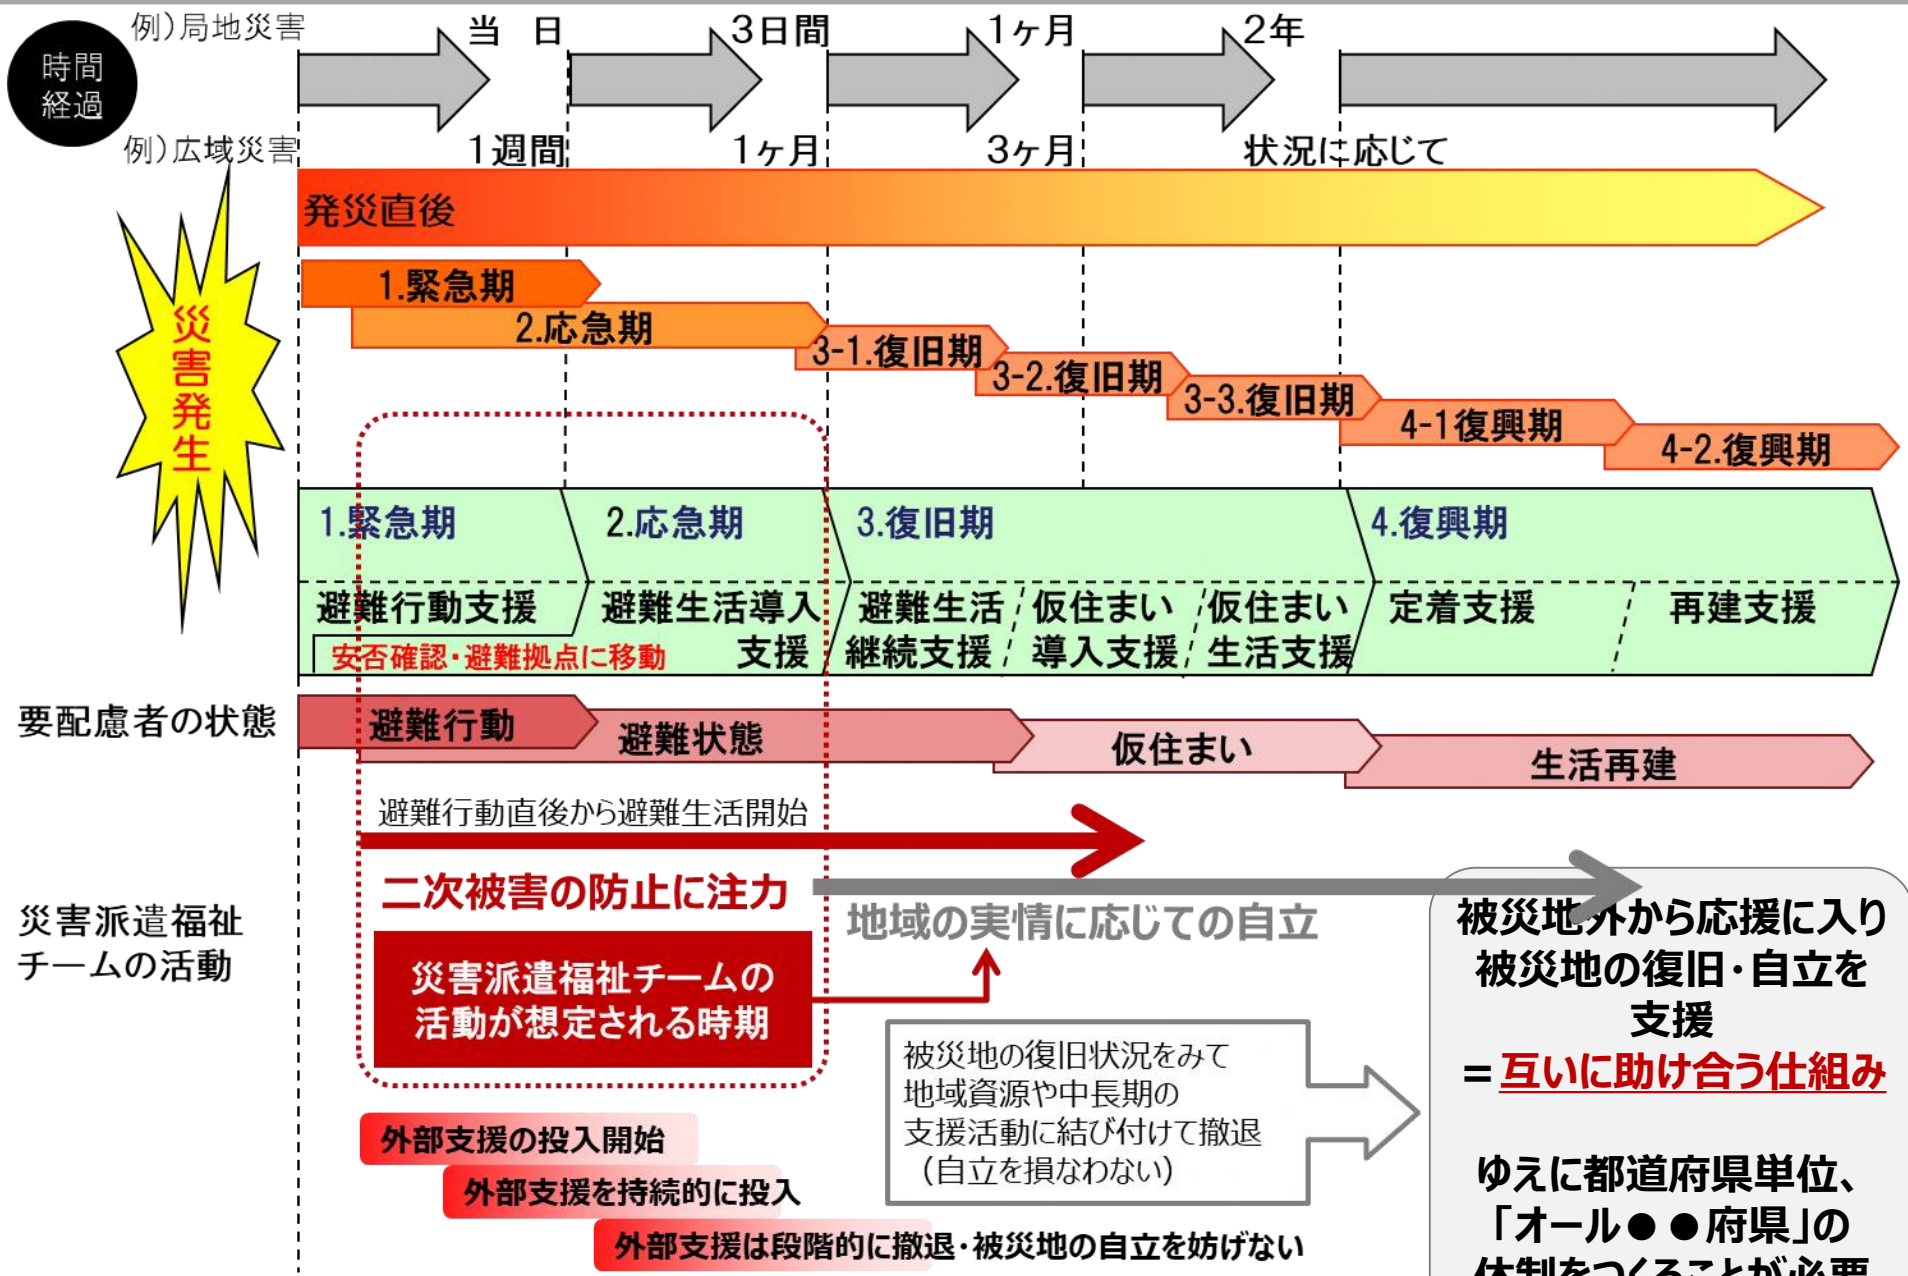 例)局地災害
当　日
3日間
1ヶ月
2年
時間
経過
例)広域災害
1週間
1ヶ月
3ヶ月
状況に応じて
発災直後
災害発生
1.緊急期
2.応急期
3-1.復旧期
3-2.復旧期
3-3.復旧期
4-1復興期
4-2.復興期
1.緊急期
2.応急期
3.復旧期
4.復興期
避難行動支援
安否確認・避難拠点に移動
避難生活導入
支援
避難生活
継続支援
仮住まい
導入支援
仮住まい
生活支援
定着支援
再建支援
要配慮者の状態
避難行動
避難状態
仮住まい
生活再建
避難行動直後から避難生活開始
災害派遣福祉
チームの活動
二次被害の防止に注力
地域の実情に応じての自立
災害派遣福祉チームの
活動が想定される時期
被災地の復旧状況をみて
地域資源や中長期の
支援活動に結び付けて撤退
（自立を損なわない）
外部支援の投入開始
外部支援を持続的に投入
外部支援は段階的に撤退・被災地の自立を妨げない
被災地外から応援に入り
被災地の復旧・自立を
支援
＝互いに助け合う仕組み
ゆえに都道府県単位、
「オール●●府県」の
体制をつくることが必要